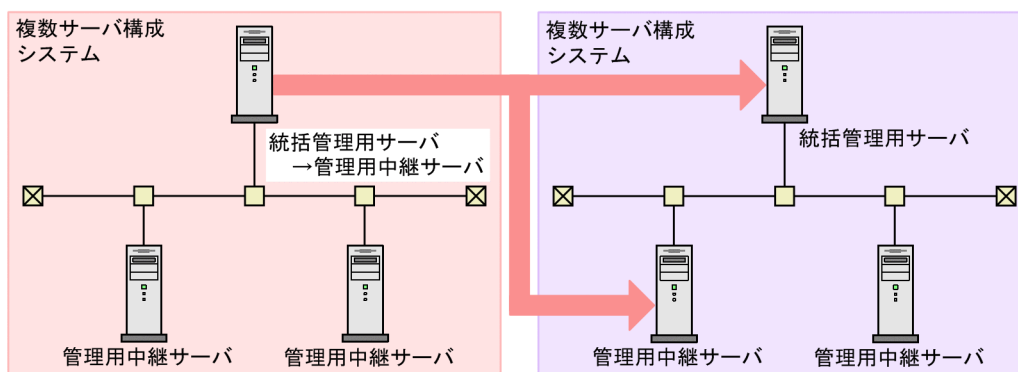 複数サーバ構成
システム
統括管理用サーバ
→管理用中継サーバ
管理用中継サーバ
管理用中継サーバ
複数サーバ構成
システム
統括管理用サーバ
管理用中継サーバ
管理用中継サーバ